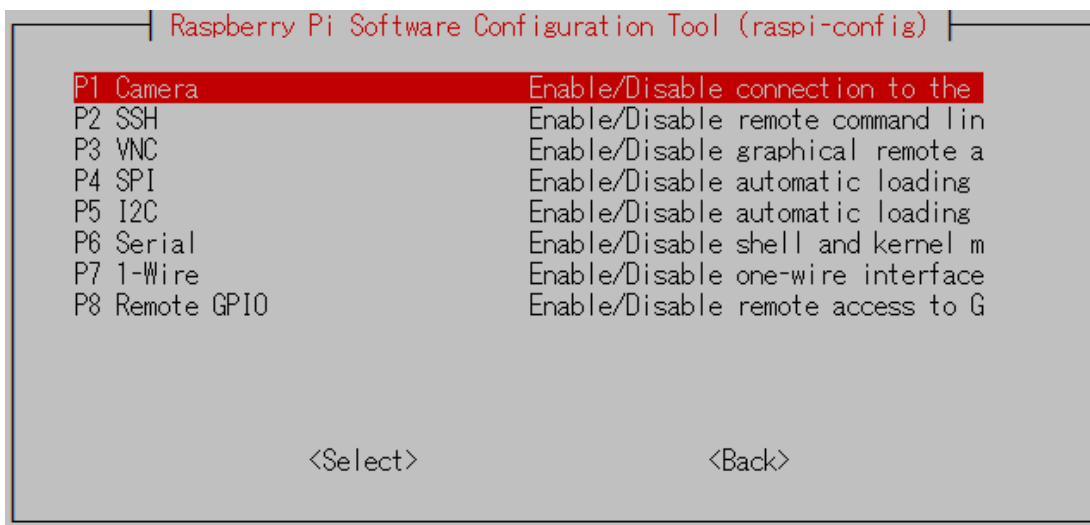 Raspberry Pi Software Configuration Tool (raspi-config)
P1 Camera Enable/Disable connection to the
P2 SSH Enable/Disable remote command lin
P3 VNC Enable/Disable graphical remote a
P4 SPI Enable/Disable automatic loading
P5 I2C Enable/Disable automatic loading
P6 Serial Enable/Disable shell and kernel m
P7 1-Wire Enable/Disable one-wire interface
P8 Remote GPIO Enable/Disable remote access to G
<Select> <Back>